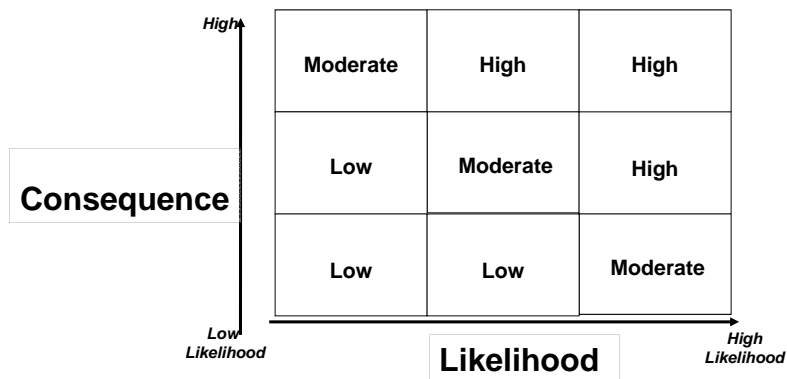 High
Moderate High High
Low Moderate High
Consequence
Low Low Moderate
Low
Likelihood
High
Likelihood
Likelihood